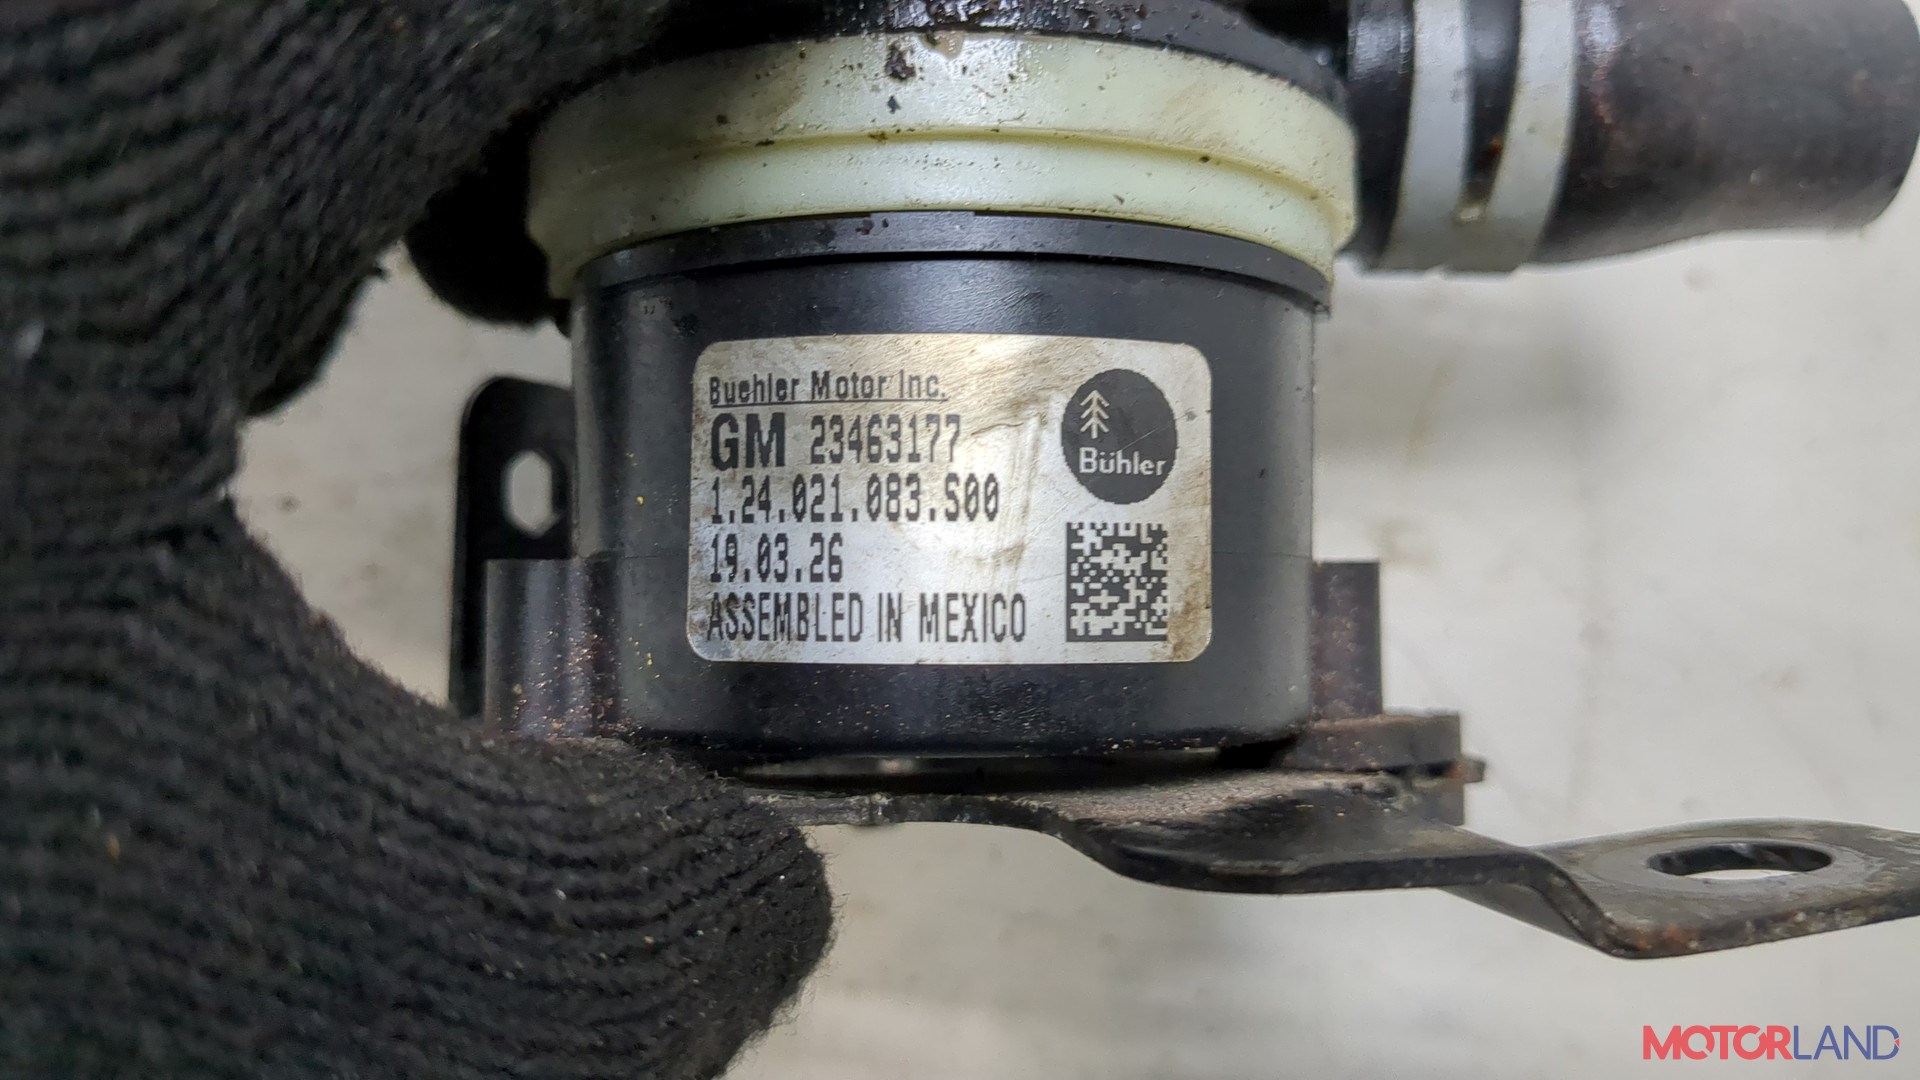 Buehler Motor Inc.
GM 23463177
Bühler
1.24.021.083.S00
19.03.26
ASSEMBLED IN MEXICO
MOTORLAND